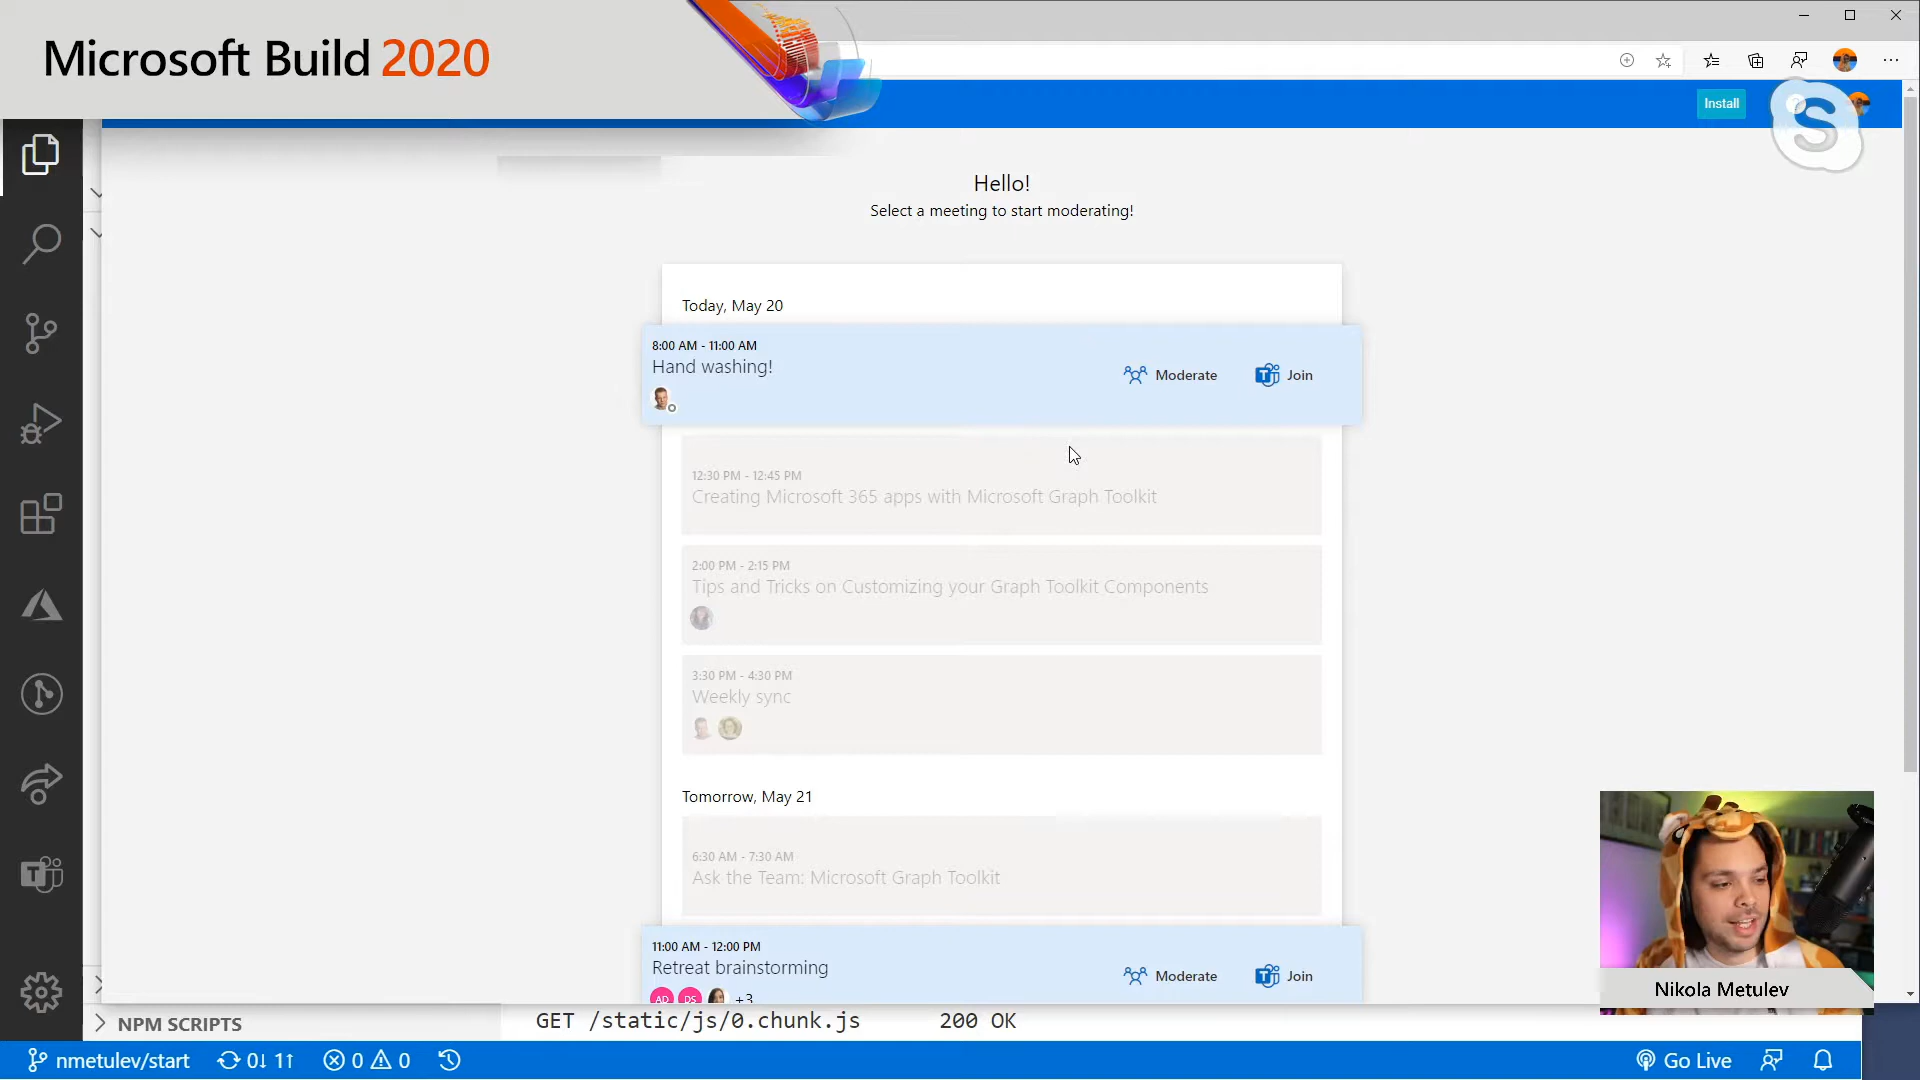 Microsoft Build 2020
Install
Hello!
Select a meeting to start moderating!
Today, May 20
8:00 AM - 11:00 AM
Hand washing!
Moderate
Join
12:30 PM - 12:45 PM
Creating Microsoft 365 apps with Microsoft Graph Toolkit
2:00 PM - 2:15 PM
Tips and Tricks on Customizing your Graph Toolkit Components
3:30 PM - 4:30 PM
Weekly sync
Tomorrow, May 21
6:30 AM - 7:30 AM
Ask the Team: Microsoft Graph Toolkit
11:00 AM - 12:00 PM
Retreat brainstorming
Moderate
Join
AD DS +3
Nikola Metulev
NPM SCRIPTS
GET /static/js/0.chunk.js 200 OK
nmetulev/start 0↓ 1↑ 0 0 Go Live